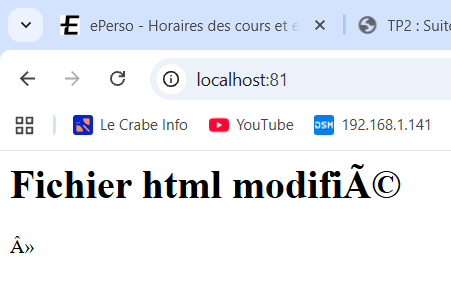 ePerso - Horaires des cours et e
TP2 : Suite
localhost:81
Le Crabe Info
YouTube
DSM
192.168.1.141
Fichier html modifiÃ©
Â»